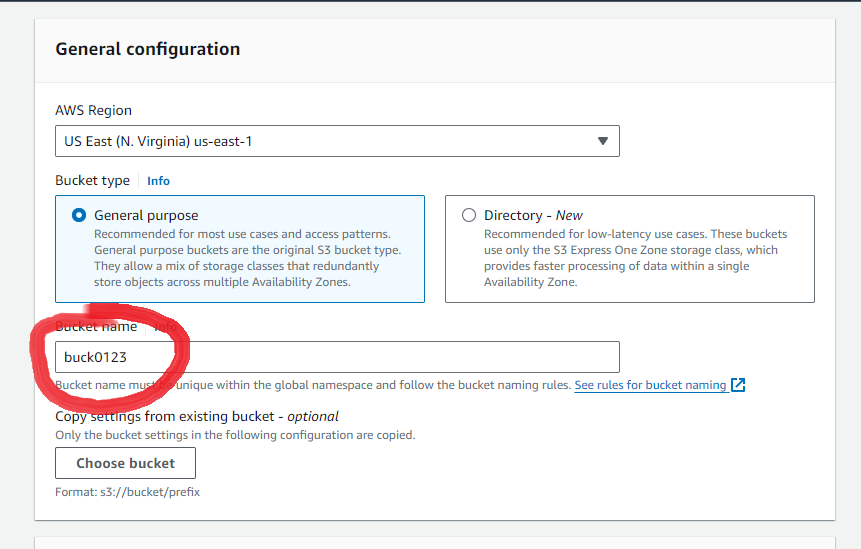 General configuration
AWS Region
US East (N. Virginia) us-east-1
Bucket type Info
General purpose
Recommended for most use cases and access patterns.
General purpose buckets are the original S3 bucket type.
They allow a mix of storage classes that redundantly
store objects across multiple Availability Zones.
Directory - New
Recommended for low-latency use cases. These buckets
use only the S3 Express One Zone storage class, which
provides faster processing of data within a single
Availability Zone.
Bucket name Info
buck0123
Bucket name must be unique within the global namespace and follow the bucket naming rules. See rules for bucket naming
Copy settings from existing bucket - optional
Only the bucket settings in the following configuration are copied.
Choose bucket
Format: s3://bucket/prefix